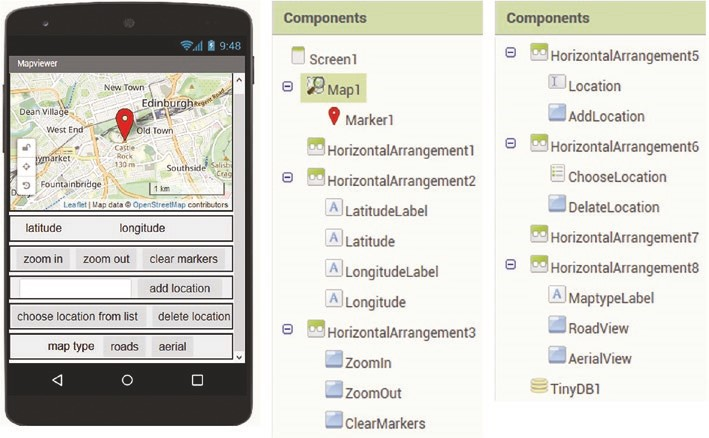 9:48
Mapviewer
New Town
Edinburgh
Regent Road
Dean Village
West End
Old Town
Castle
Rock
130 m
Haymarket
Southside
Fountainbridge
1 km
Leaflet | Map data © OpenStreetMap contributors
latitude longitude
zoom in zoom out clear markers
add location
choose location from list delete location
map type roads aerial
Components
Screen1
Map1
Marker1
HorizontalArrangement1
HorizontalArrangement2
LatitudeLabel
Latitude
LongitudeLabel
Longitude
HorizontalArrangement3
ZoomIn
ZoomOut
ClearMarkers
Components
HorizontalArrangement5
Location
AddLocation
HorizontalArrangement6
ChooseLocation
DelateLocation
HorizontalArrangement7
HorizontalArrangement8
MaptypeLabel
RoadView
AerialView
TinyDB1